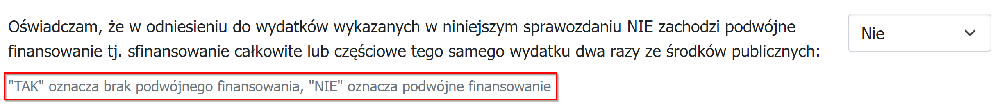 Oświadczam, że w odniesieniu do wydatków wykazanych w niniejszym sprawozdaniu NIE zachodzi podwójne
finansowanie tj. sfinansowanie całkowite lub częściowe tego samego wydatku dwa razy ze środków publicznych:
Nie
"TAK" oznacza brak podwójnego finansowania, "NIE" oznacza podwójne finansowanie